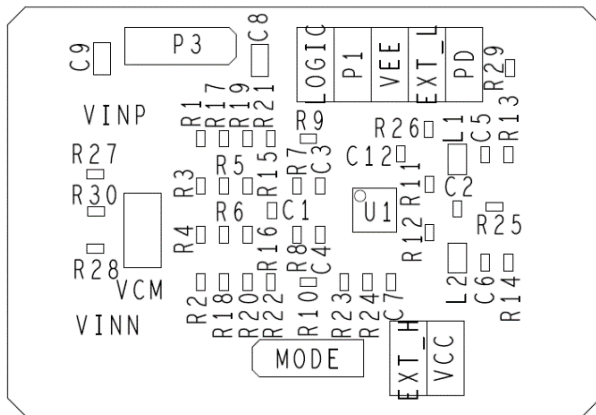 C9
P3
C8
LOGIC
P1
VEE
EXT_L
PD
R29
VINP
R1
R17
R19
R21
R9
R26
L1
C5
R13
R27
R30
R3
R5
R15
R7
C3
C12
R11
C2
R6
C1
U1
R25
R28
R4
R16
R8
C4
R12
VCM
R2
R18
R20
R22
R10
R23
R24
C7
L2
C6
R14
VINN
MODE
EXT_H
VCC